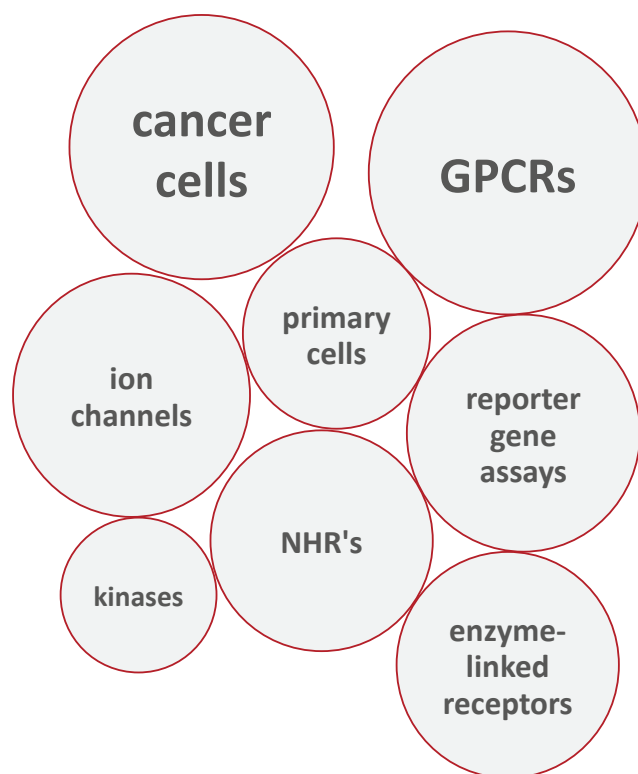 cancer
cells
GPCRs
primary
cells
ion
channels
reporter
gene
assays
NHR's
kinases
enzyme-
linked
receptors